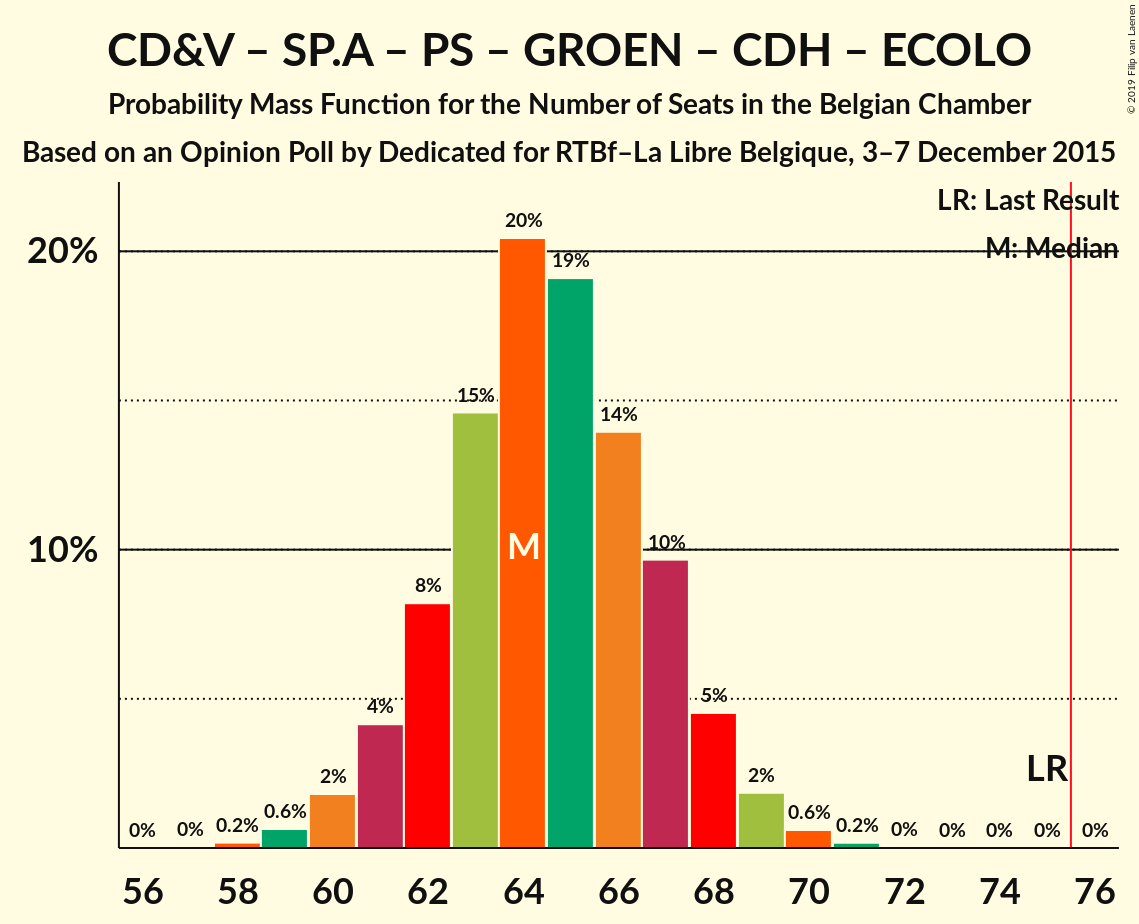 CD&V – SP.A – PS – GROEN – CDH – ECOLO
Probability Mass Function for the Number of Seats in the Belgian Chamber
Based on an Opinion Poll by Dedicated for RTBf–La Libre Belgique, 3–7 December 2015
© 2019 Filip van Laenen
LR: Last Result
M: Median
20%
10%
0% 0% 0.2% 0.6% 2% 4% 8% 15% 20% 19% 14% 10% 5% 2% 0.6% 0.2% 0% 0% 0% 0% 0%
M
LR
56 58 60 62 64 66 68 70 72 74 76